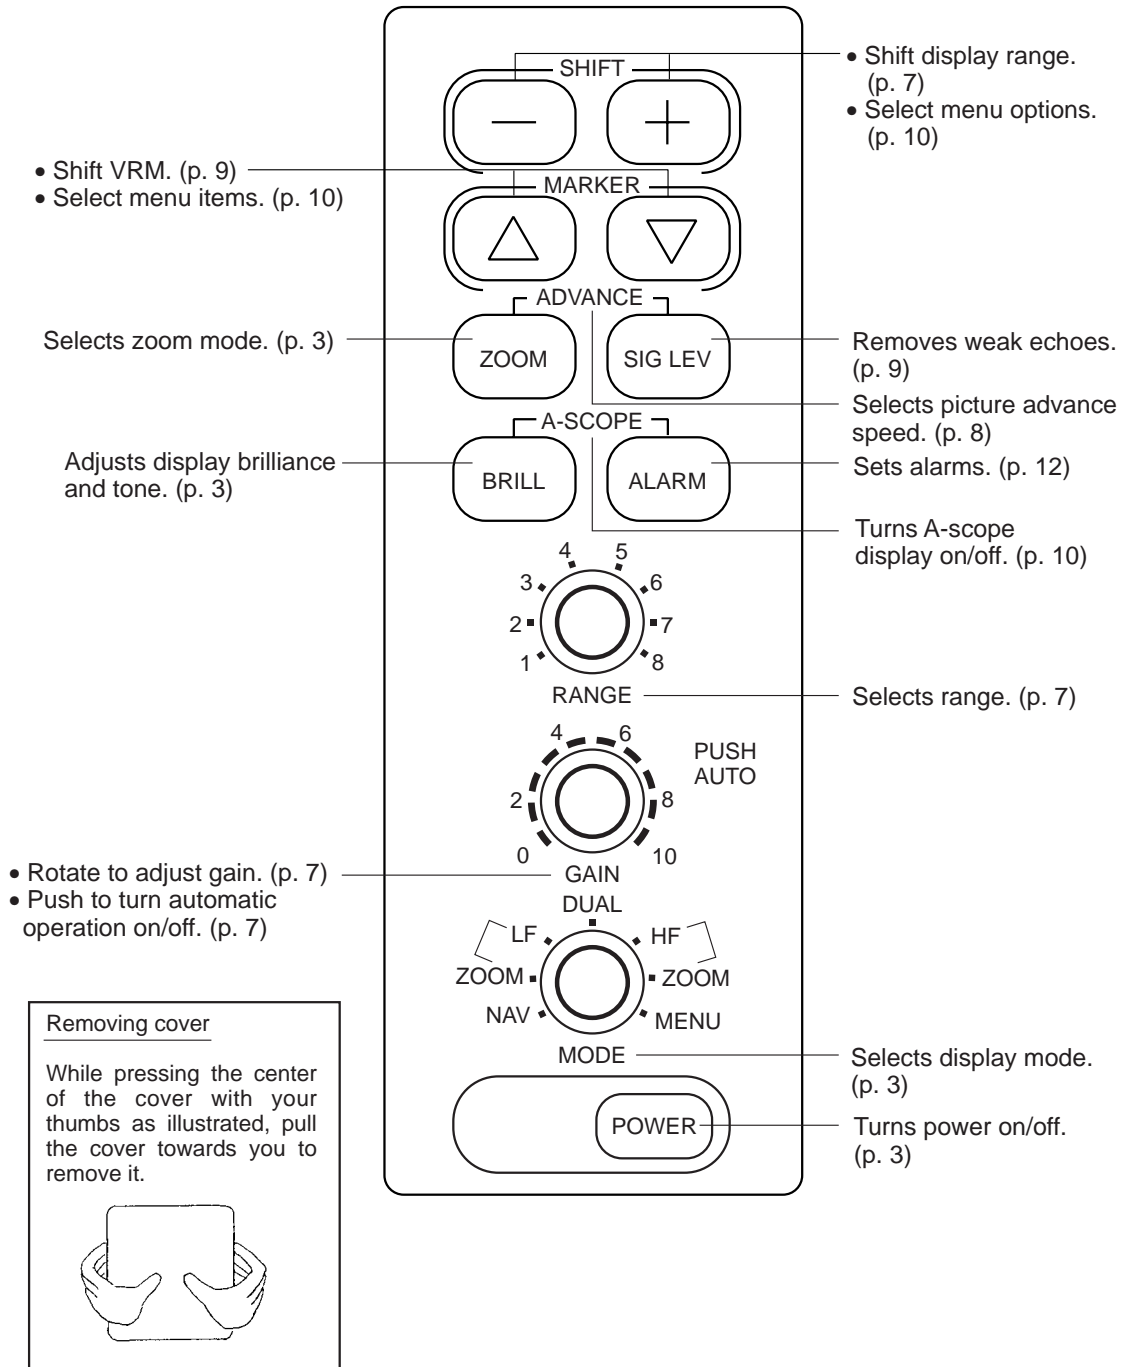 SHIFT
• Shift display range.
(p. 7)
• Select menu options.
(p. 10)
• Shift VRM. (p. 9)
• Select menu items. (p. 10)
MARKER
ADVANCE
Selects zoom mode. (p. 3)
ZOOM
SIG LEV
Removes weak echoes.
(p. 9)
Selects picture advance
speed. (p. 8)
A-SCOPE
Adjusts display brilliance
and tone. (p. 3)
BRILL
ALARM
Sets alarms. (p. 12)
Turns A-scope
display on/off. (p. 10)
4 5
3 6
2 7
1 8
RANGE
Selects range. (p. 7)
4 6
PUSH
AUTO
2 8
0 10
GAIN
• Rotate to adjust gain. (p. 7)
• Push to turn automatic
operation on/off. (p. 7)
DUAL
LF HF
ZOOM ZOOM
NAV MENU
MODE
Selects display mode.
(p. 3)
POWER
Turns power on/off.
(p. 3)
Removing cover
While pressing the center
of the cover with your
thumbs as illustrated, pull
the cover towards you to
remove it.